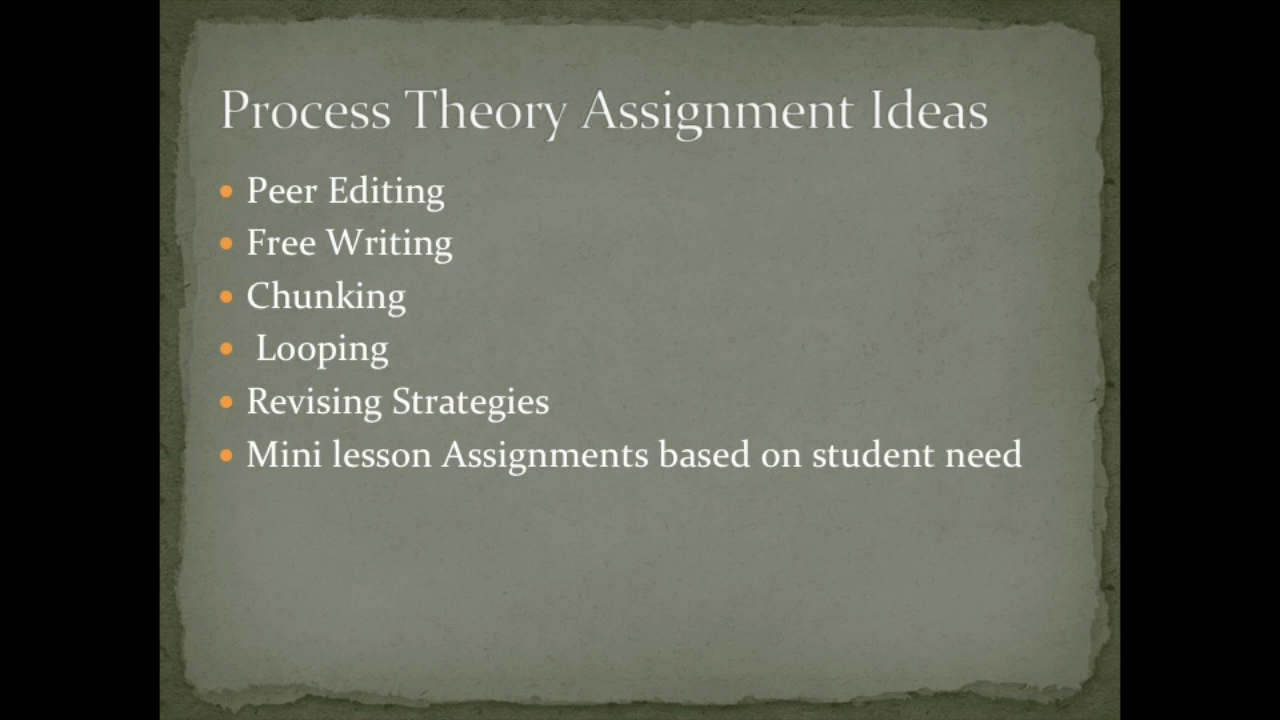 Process Theory Assignment Ideas
• Peer Editing
• Free Writing
• Chunking
• Looping
• Revising Strategies
• Mini lesson Assignments based on student need